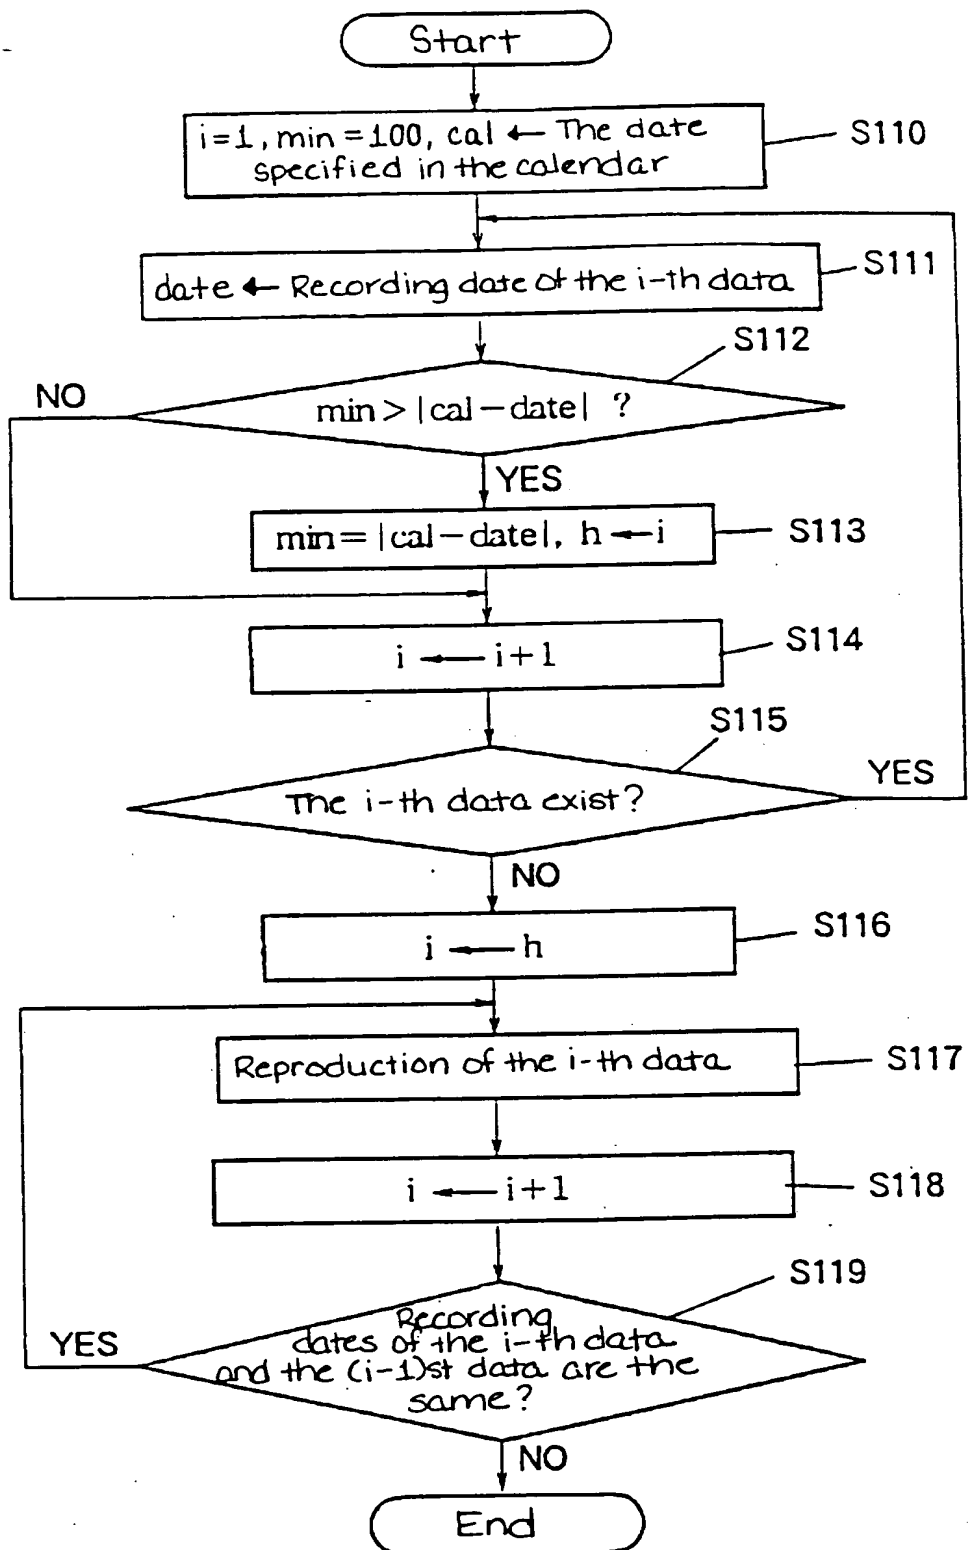 Start
i=1, min=100, cal ← The date
specified in the calendar
S110
date ← Recording date of the i-th data
S111
S112
NO
min > |cal-date| ?
YES
min=|cal-date|, h ← i
S113
i ← i+1
S114
S115
The i-th data exist?
YES
NO
i ← h
S116
Reproduction of the i-th data
S117
i ← i+1
S118
S119
YES
Recording
dates of the i-th data
and the (i-1)st data are the
same?
NO
End